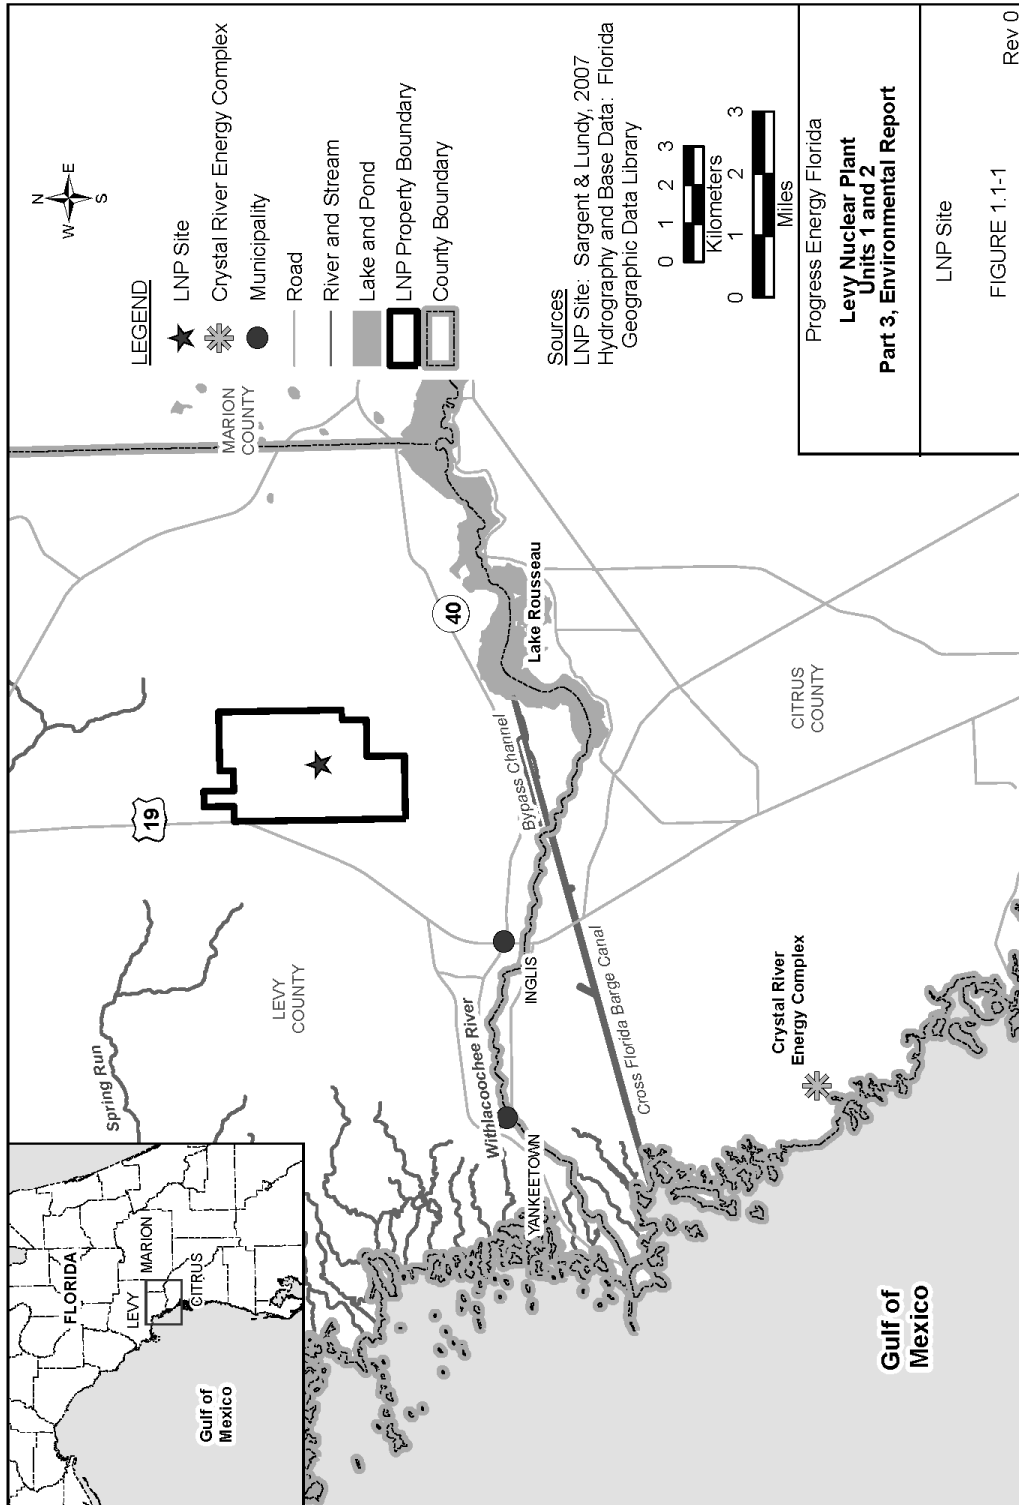 FLORIDA
LEVY
MARION
CITRUS
Gulf of
Mexico
Spring Run
LEVY
COUNTY
19
MARION
COUNTY
40
Withlacoochee River
YANKEETOWN
INGLIS
Bypass Channel
Lake Rousseau
Cross Florida Barge Canal
CITRUS
COUNTY
Crystal River
Energy Complex
Gulf of
Mexico
N
W
E
S
LEGEND
LNP Site
Crystal River Energy Complex
Municipality
Road
River and Stream
Lake and Pond
LNP Property Boundary
County Boundary
Sources
LNP Site: Sargent & Lundy, 2007
Hydrography and Base Data: Florida
Geographic Data Library
0 1 2 3
Kilometers
0 1 2 3
Miles
Progress Energy Florida
Levy Nuclear Plant
Units 1 and 2
Part 3, Environmental Report
LNP Site
FIGURE 1.1-1
Rev 0